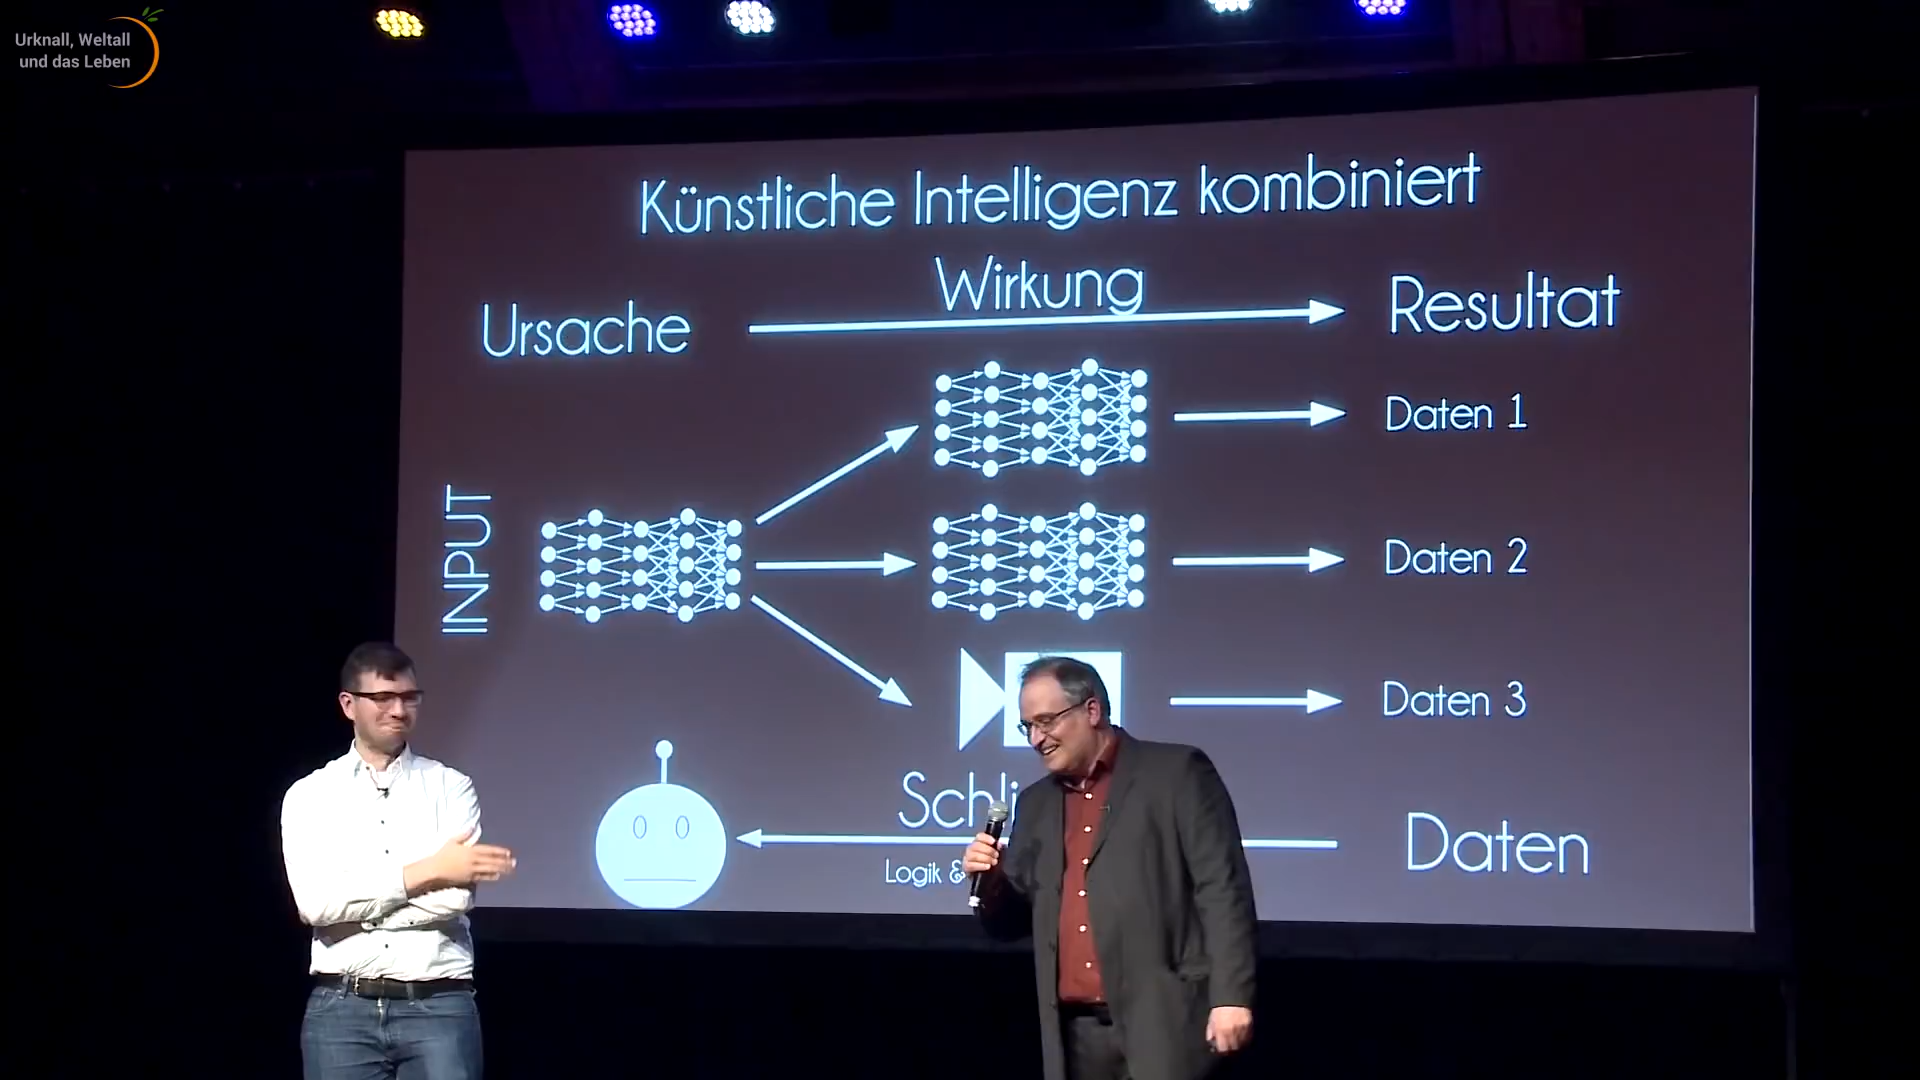 Urknall, Weltall
und das Leben
Künstliche Intelligenz kombiniert
Ursache
Wirkung
Resultat
INPUT
Daten 1
Daten 2
Daten 3
Daten
Logik &